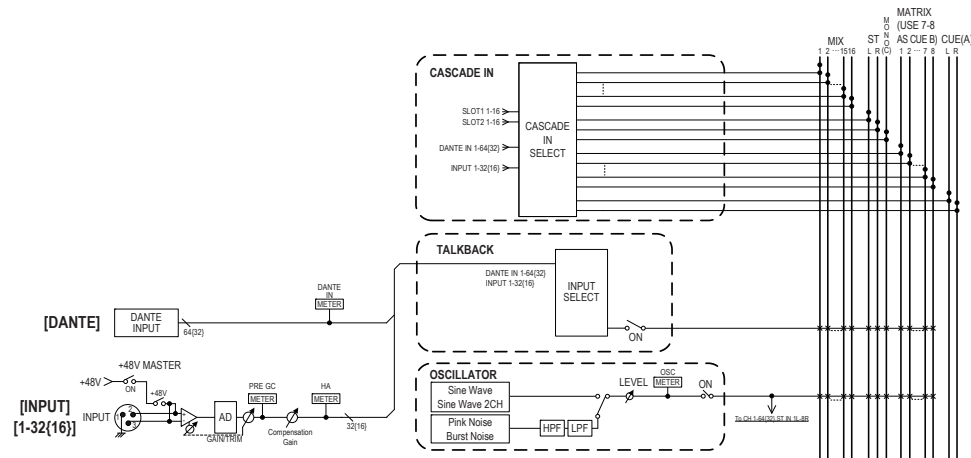 MATRIX
(USE 7-8
MONO(C)
MIX ST AS CUE B) CUE(A)
1 2 ···1516 L R 1 2 ··· 7 8 L R
CASCADE IN
SLOT1 1-16
SLOT2 1-16
DANTE IN 1-64(32)
INPUT 1-32{16}
CASCADE
IN
SELECT
TALKBACK
DANTE IN 1-64(32)
INPUT 1-32{16}
INPUT
SELECT
ON
[DANTE]
DANTE
INPUT
64(32)
DANTE
IN
METER
+48V MASTER
+48V
ON
+48V
[INPUT]
[1-32{16}]
INPUT
1
2
3
AD
GAIN/TRIM
PRE GC
METER
Compensation
Gain
HA
METER
32{16}
OSCILLATOR
Sine Wave
Sine Wave 2CH
Pink Noise
Burst Noise
HPF
LPF
LEVEL
OSC
METER
ON
To CH 1-64(32),ST IN 1L-8R